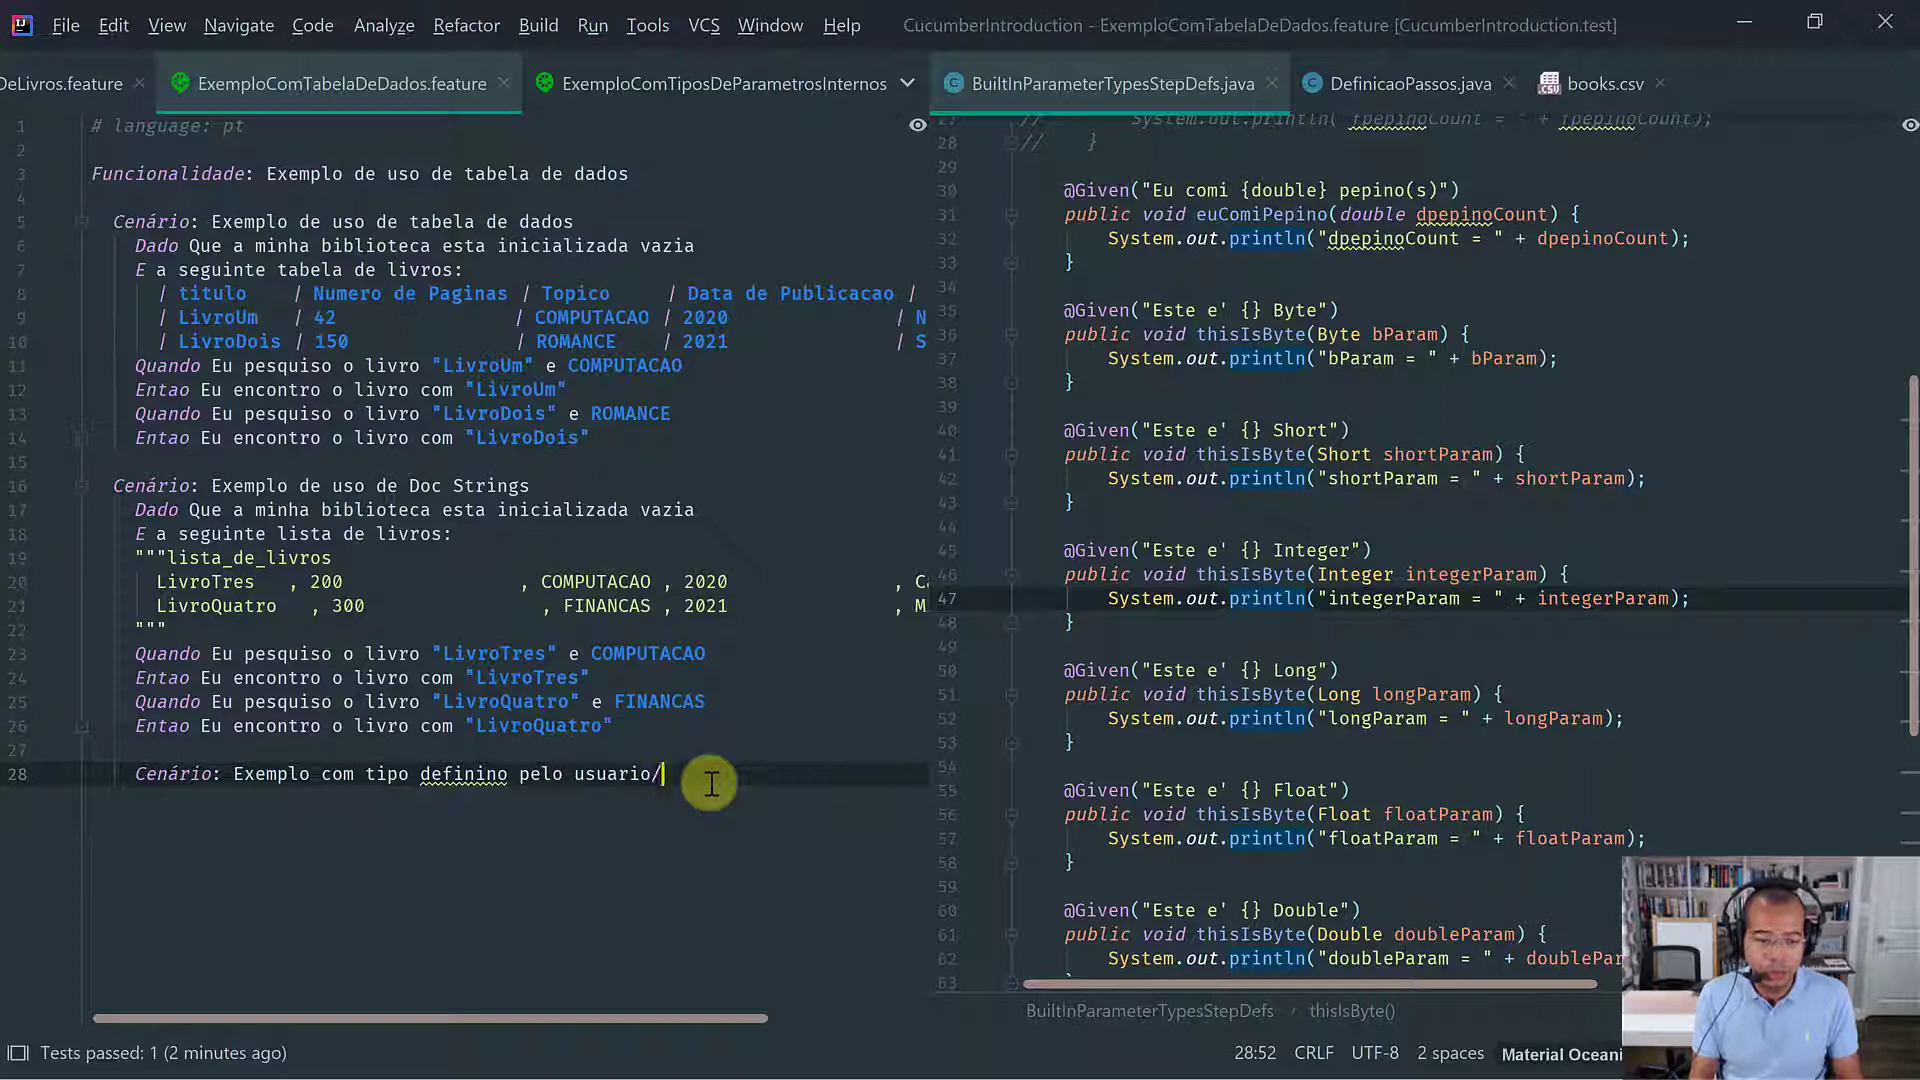 File Edit View Navigate Code Analyze Refactor Build Run Tools VCS Window Help CucumberIntroduction - ExemploComTabelaDeDados.feature [CucumberIntroduction.test]
DeLivros.feature ExemploComTabelaDeDados.feature ExemploComTiposDeParametrosInternos BuiltInParameterTypesStepDefs.java DefinicaoPassos.java books.csv
1 # language: pt
2
3 Funcionalidade: Exemplo de uso de tabela de dados
4
5 Cenário: Exemplo de uso de tabela de dados
6 Dado Que a minha biblioteca esta inicializada vazia
7 E a seguinte tabela de livros:
8 | titulo | Numero de Paginas | Topico | Data de Publicacao |
9 | LivroUm | 42 | COMPUTACAO | 2020 | N
10 | LivroDois | 150 | ROMANCE | 2021 | S
11 Quando Eu pesquiso o livro "LivroUm" e COMPUTACAO
12 Entao Eu encontro o livro com "LivroUm"
13 Quando Eu pesquiso o livro "LivroDois" e ROMANCE
14 Entao Eu encontro o livro com "LivroDois"
15
16 Cenário: Exemplo de uso de Doc Strings
17 Dado Que a minha biblioteca esta inicializada vazia
18 E a seguinte lista de livros:
19 """lista_de_livros
20 LivroTres , 200 , COMPUTACAO , 2020 , Ca
21 LivroQuatro , 300 , FINANCAS , 2021 , M
22 """
23 Quando Eu pesquiso o livro "LivroTres" e COMPUTACAO
24 Entao Eu encontro o livro com "LivroTres"
25 Quando Eu pesquiso o livro "LivroQuatro" e FINANCAS
26 Entao Eu encontro o livro com "LivroQuatro"
27
28 Cenário: Exemplo com tipo definino pelo usuario/
27 // System.out.println( fpepinoCount = " + fpepinoCount);
28 // }
29
30 @Given("Eu comi {double} pepino(s)")
31 public void euComiPepino(double dpepinoCount) {
32 System.out.println("dpepinoCount = " + dpepinoCount);
33 }
34
35 @Given("Este e' {} Byte")
36 public void thisIsByte(Byte bParam) {
37 System.out.println("bParam = " + bParam);
38 }
39
40 @Given("Este e' {} Short")
41 public void thisIsByte(Short shortParam) {
42 System.out.println("shortParam = " + shortParam);
43 }
44
45 @Given("Este e' {} Integer")
46 public void thisIsByte(Integer integerParam) {
47 System.out.println("integerParam = " + integerParam);
48 }
49
50 @Given("Este e' {} Long")
51 public void thisIsByte(Long longParam) {
52 System.out.println("longParam = " + longParam);
53 }
54
55 @Given("Este e' {} Float")
56 public void thisIsByte(Float floatParam) {
57 System.out.println("floatParam = " + floatParam);
58 }
59
60 @Given("Este e' {} Double")
61 public void thisIsByte(Double doubleParam) {
62 System.out.println("doubleParam = " + doublePar
63
BuiltInParameterTypesStepDefs › thisIsByte()
Tests passed: 1 (2 minutes ago) 28:52 CRLF UTF-8 2 spaces Material Oceani